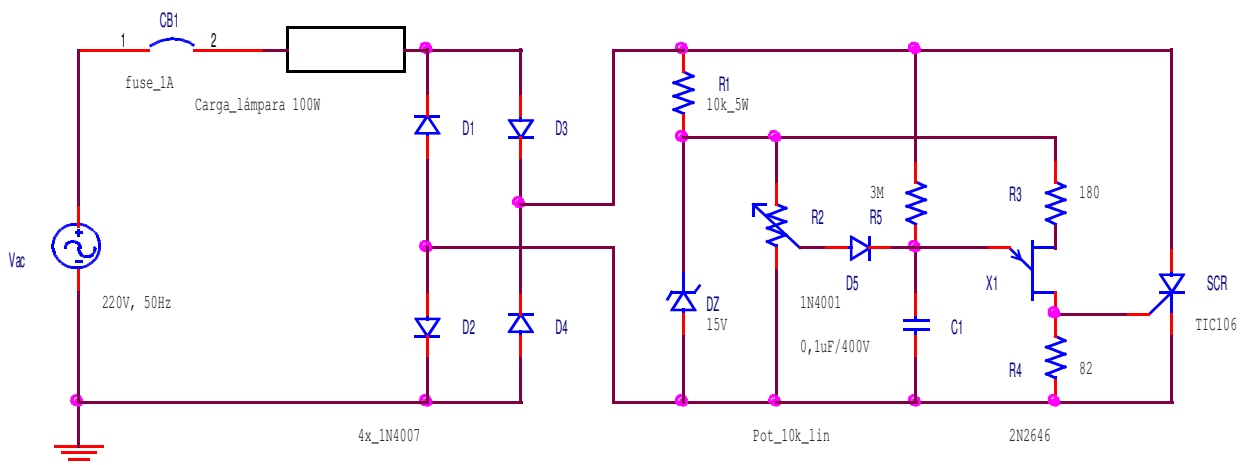 CB1
1
2
fuse_1A
Carga_lámpara 100W
D1
D3
R1
10k_5W
3M
R3
180
R2
R5
Vac
220V, 50Hz
D5
X1
SCR
DZ
15V
1N4001
TIC106
D2
D4
C1
0,1uF/400V
R4
82
4x_1N4007
Pot_10k_lin
2N2646